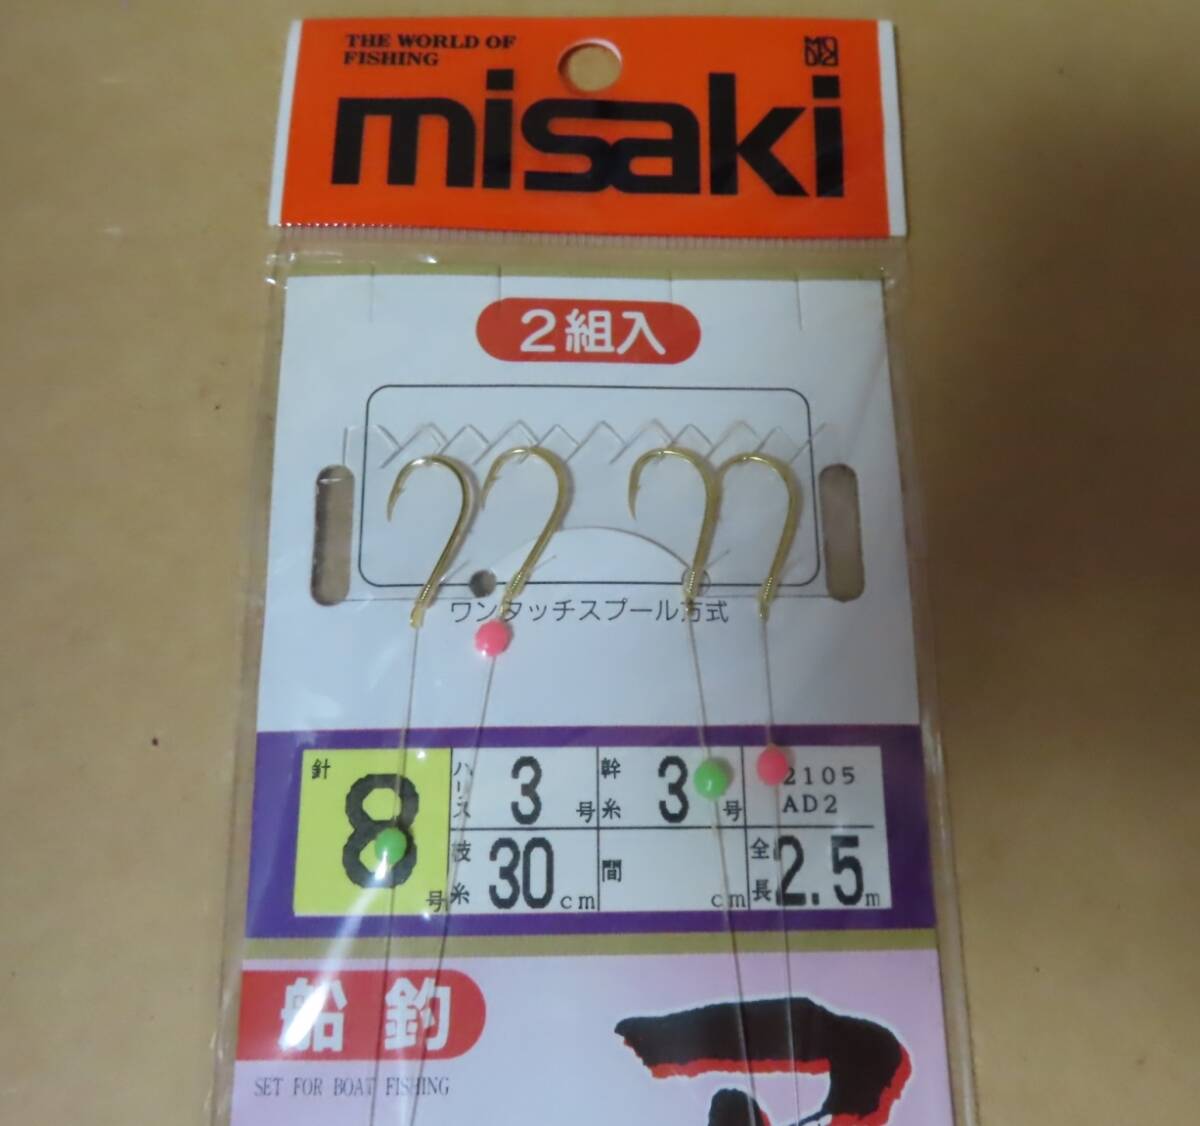 THE WORLD OF
FISHING
misaki
2組入
ワンタッチスプール方式
針 8 号
ハリス 3 号
幹糸 3 号
2105
AD2
枝糸 30 cm
間 cm
全長 2.5 m
船釣
SET FOR BOAT FISHING